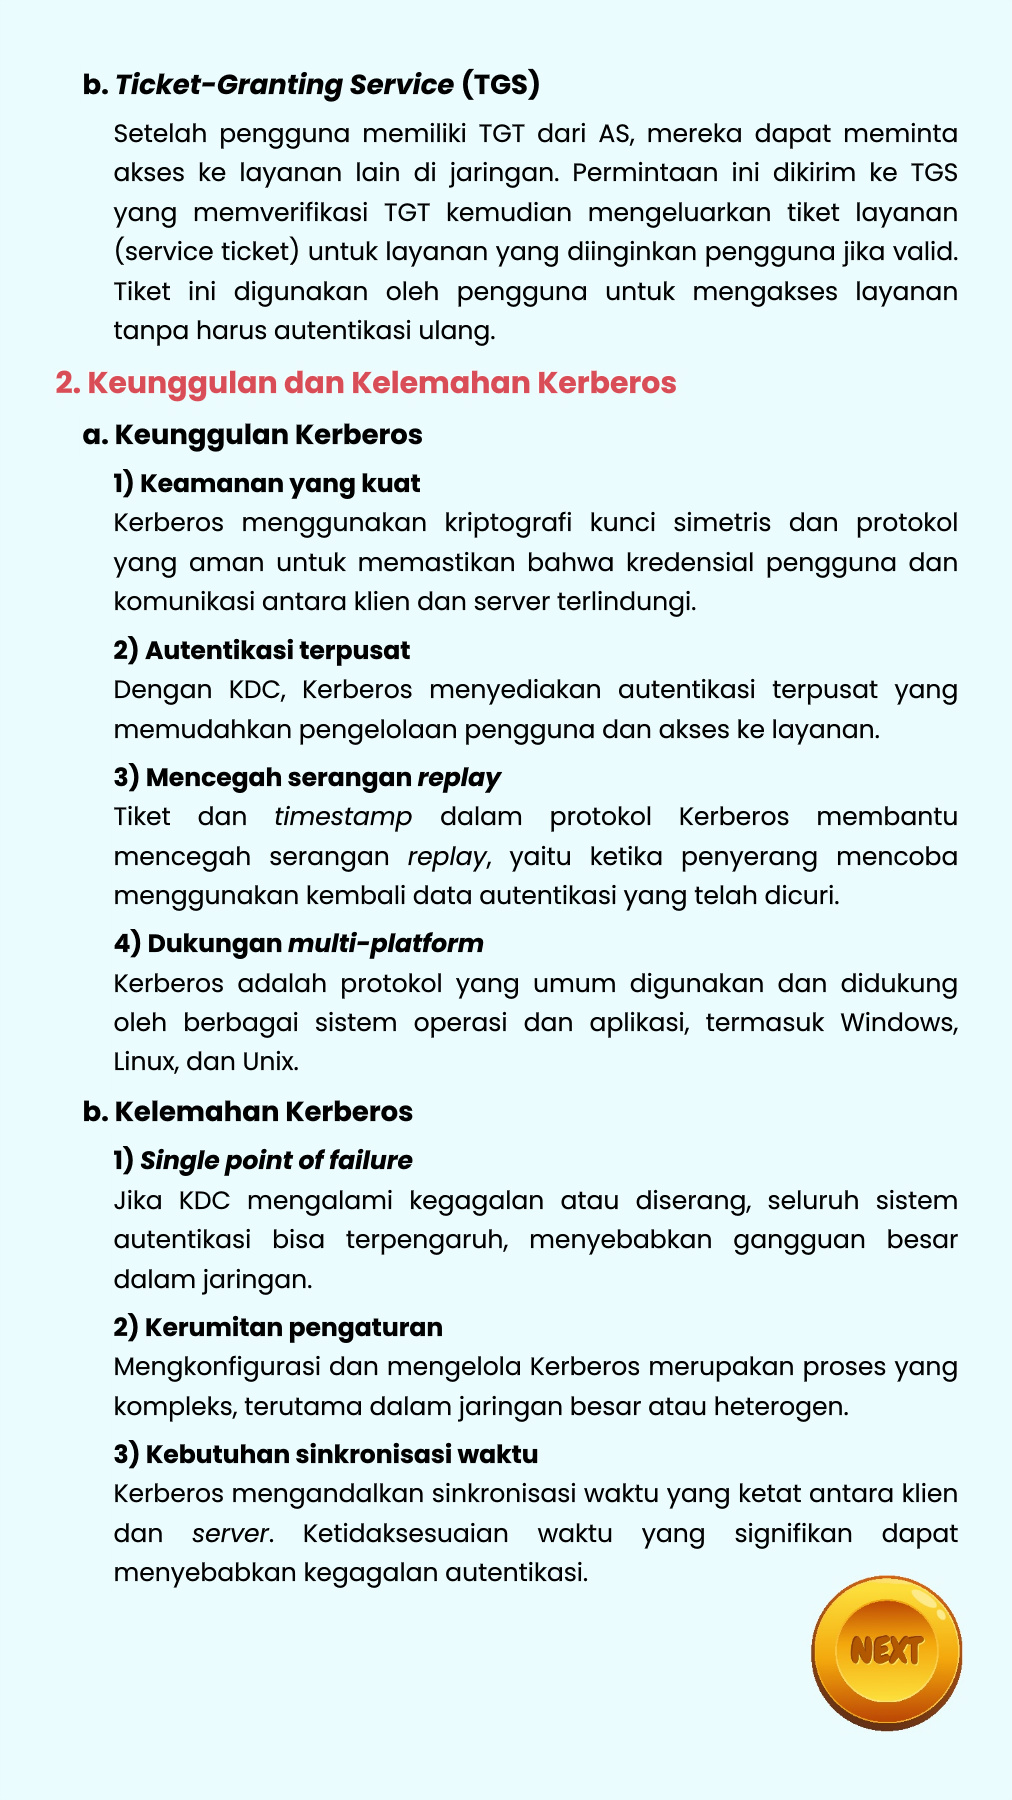 b. Ticket-Granting Service (TGS)
Setelah pengguna memiliki TGT dari AS, mereka dapat meminta
akses ke layanan lain di jaringan. Permintaan ini dikirim ke TGS
yang memverifikasi TGT kemudian mengeluarkan tiket layanan
(service ticket) untuk layanan yang diinginkan pengguna jika valid.
Tiket ini digunakan oleh pengguna untuk mengakses layanan
tanpa harus autentikasi ulang.
2. Keunggulan dan Kelemahan Kerberos
a. Keunggulan Kerberos
1) Keamanan yang kuat
Kerberos menggunakan kriptografi kunci simetris dan protokol
yang aman untuk memastikan bahwa kredensial pengguna dan
komunikasi antara klien dan server terlindungi.
2) Autentikasi terpusat
Dengan KDC, Kerberos menyediakan autentikasi terpusat yang
memudahkan pengelolaan pengguna dan akses ke layanan.
3) Mencegah serangan replay
Tiket dan timestamp dalam protokol Kerberos membantu
mencegah serangan replay, yaitu ketika penyerang mencoba
menggunakan kembali data autentikasi yang telah dicuri.
4) Dukungan multi-platform
Kerberos adalah protokol yang umum digunakan dan didukung
oleh berbagai sistem operasi dan aplikasi, termasuk Windows,
Linux, dan Unix.
b. Kelemahan Kerberos
1) Single point of failure
Jika KDC mengalami kegagalan atau diserang, seluruh sistem
autentikasi bisa terpengaruh, menyebabkan gangguan besar
dalam jaringan.
2) Kerumitan pengaturan
Mengkonfigurasi dan mengelola Kerberos merupakan proses yang
kompleks, terutama dalam jaringan besar atau heterogen.
3) Kebutuhan sinkronisasi waktu
Kerberos mengandalkan sinkronisasi waktu yang ketat antara klien
dan server. Ketidaksesuaian waktu yang signifikan dapat
menyebabkan kegagalan autentikasi.
NEXT